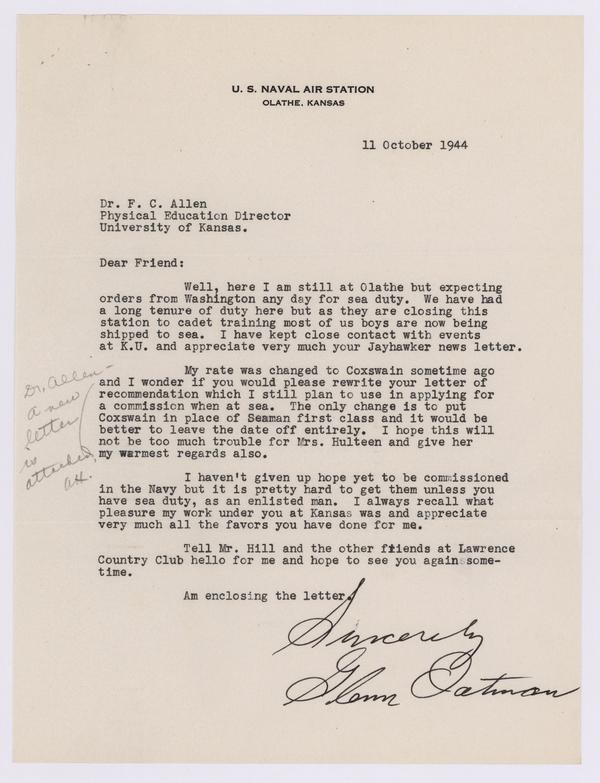 U. S. NAVAL AIR STATION
OLATHE, KANSAS
11 October 1944
Dr. F. C. Allen
Physical Education Director
University of Kansas.
Dear Friend:
Well, here I am still at Olathe but expecting
orders from Washington any day for sea duty. We have had
a long tenure of duty here but as they are closing this
station to cadet training most of us boys are now being
shipped to sea. I have kept close contact with events
at K.U. and appreciate very much your Jayhawker news letter.
My rate was changed to Coxswain sometime ago
and I wonder if you would please rewrite your letter of
recommendation which I still plan to use in applying for
a commission when at sea. The only change is to put
Coxswain in place of Seaman first class and it would be
better to leave the date off entirely. I hope this will
not be too much trouble for Mrs. Hulteen and give her
my warmest regards also.
Dr. Allen-
a new
letter
is
attached.
AH.
I haven't given up hope yet to be commissioned
in the Navy but it is pretty hard to get them unless you
have sea duty, as an enlisted man. I always recall what
pleasure my work under you at Kansas was and appreciate
very much all the favors you have done for me.
Tell Mr. Hill and the other friends at Lawrence
Country Club hello for me and hope to see you again some-
time.
Am enclosing the letter.
Sincerely
Glenn Oatman